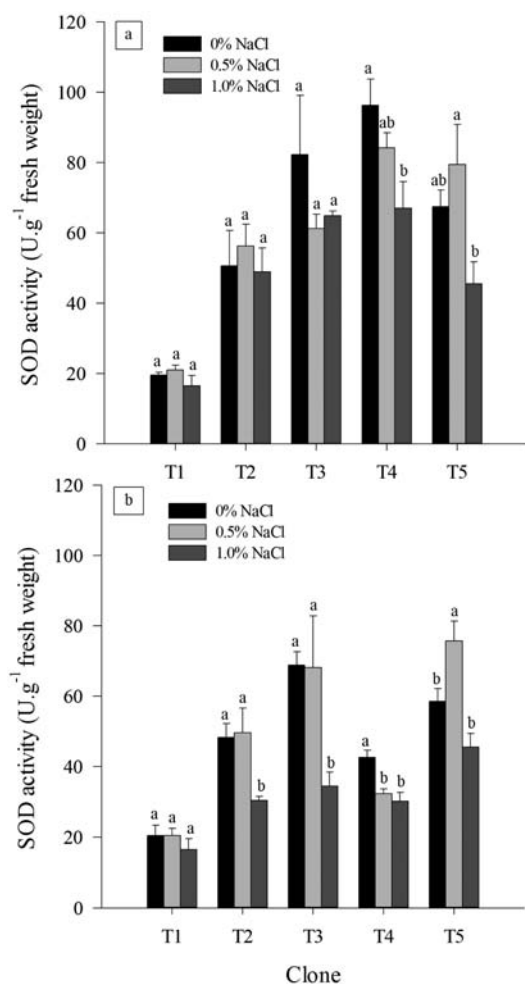 a
0% NaCl
0.5% NaCl
1.0% NaCl
SOD activity (U.g⁻¹ fresh weight)
120
100
80
60
40
20
0
a a a
a a a
a a a
a ab b
ab a b
T1 T2 T3 T4 T5
b
0% NaCl
0.5% NaCl
1.0% NaCl
SOD activity (U.g⁻¹ fresh weight)
120
100
80
60
40
20
0
a a a
a a b
a a b
a b b
b a b
T1 T2 T3 T4 T5
Clone